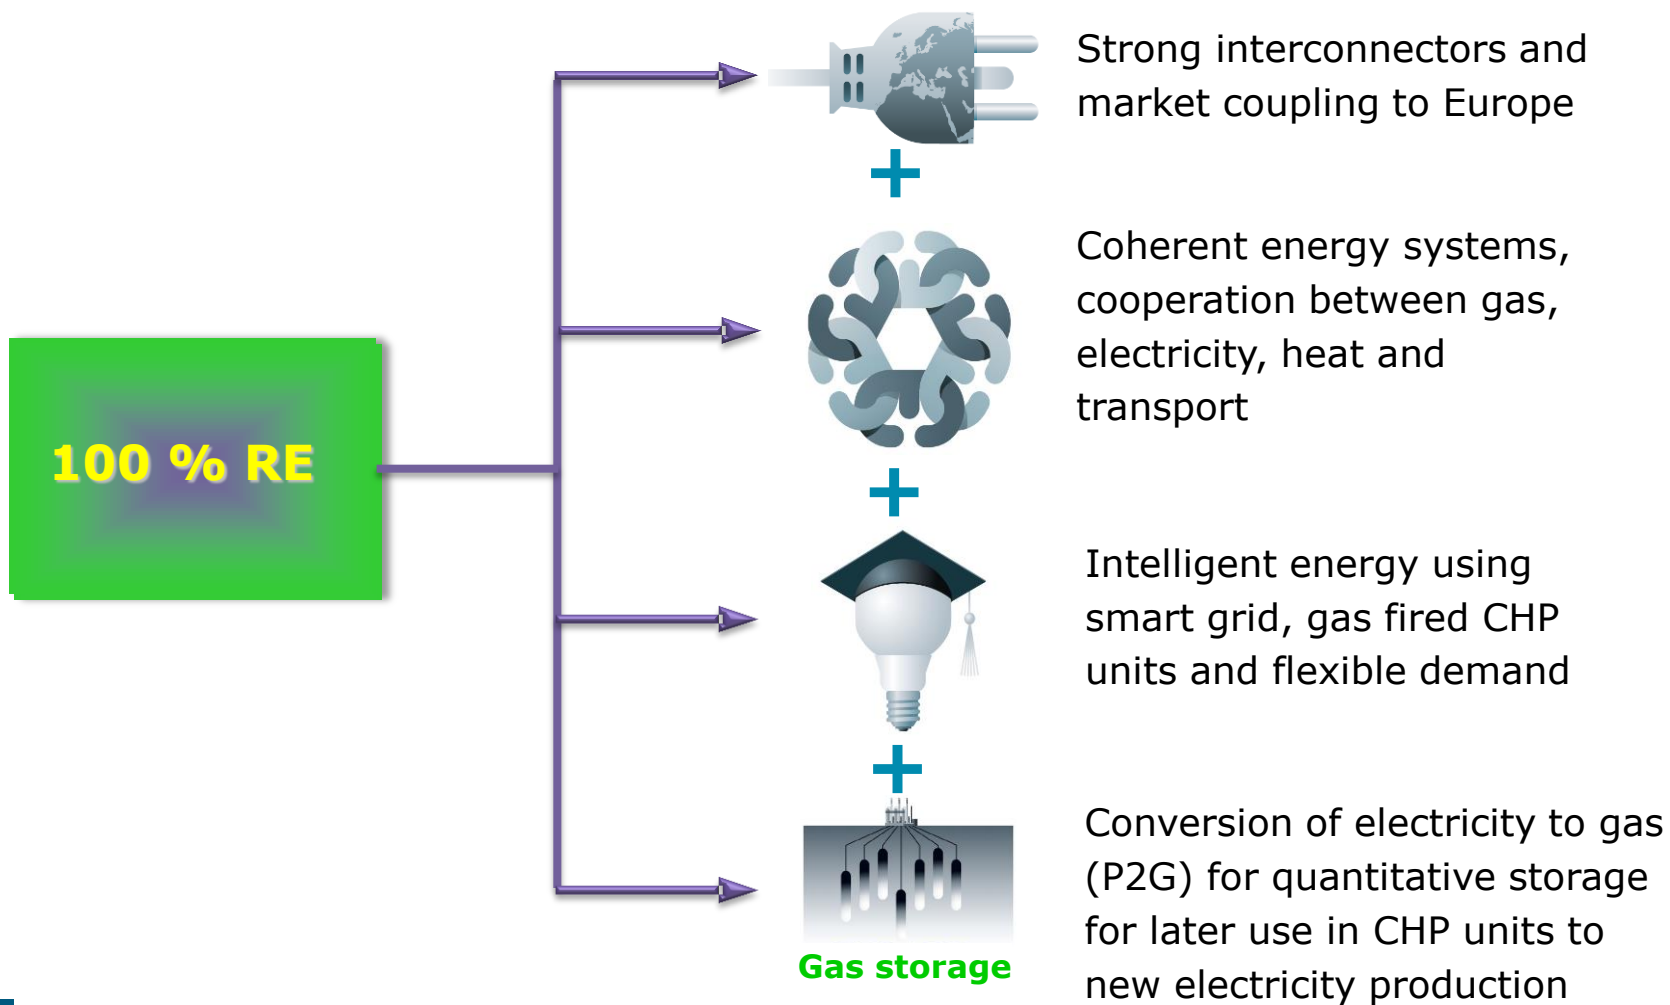 Strong interconnectors and
market coupling to Europe
Coherent energy systems,
cooperation between gas,
electricity, heat and
transport
100 % RE
Intelligent energy using
smart grid, gas fired CHP
units and flexible demand
Conversion of electricity to gas
(P2G) for quantitative storage
for later use in CHP units to
new electricity production
Gas storage